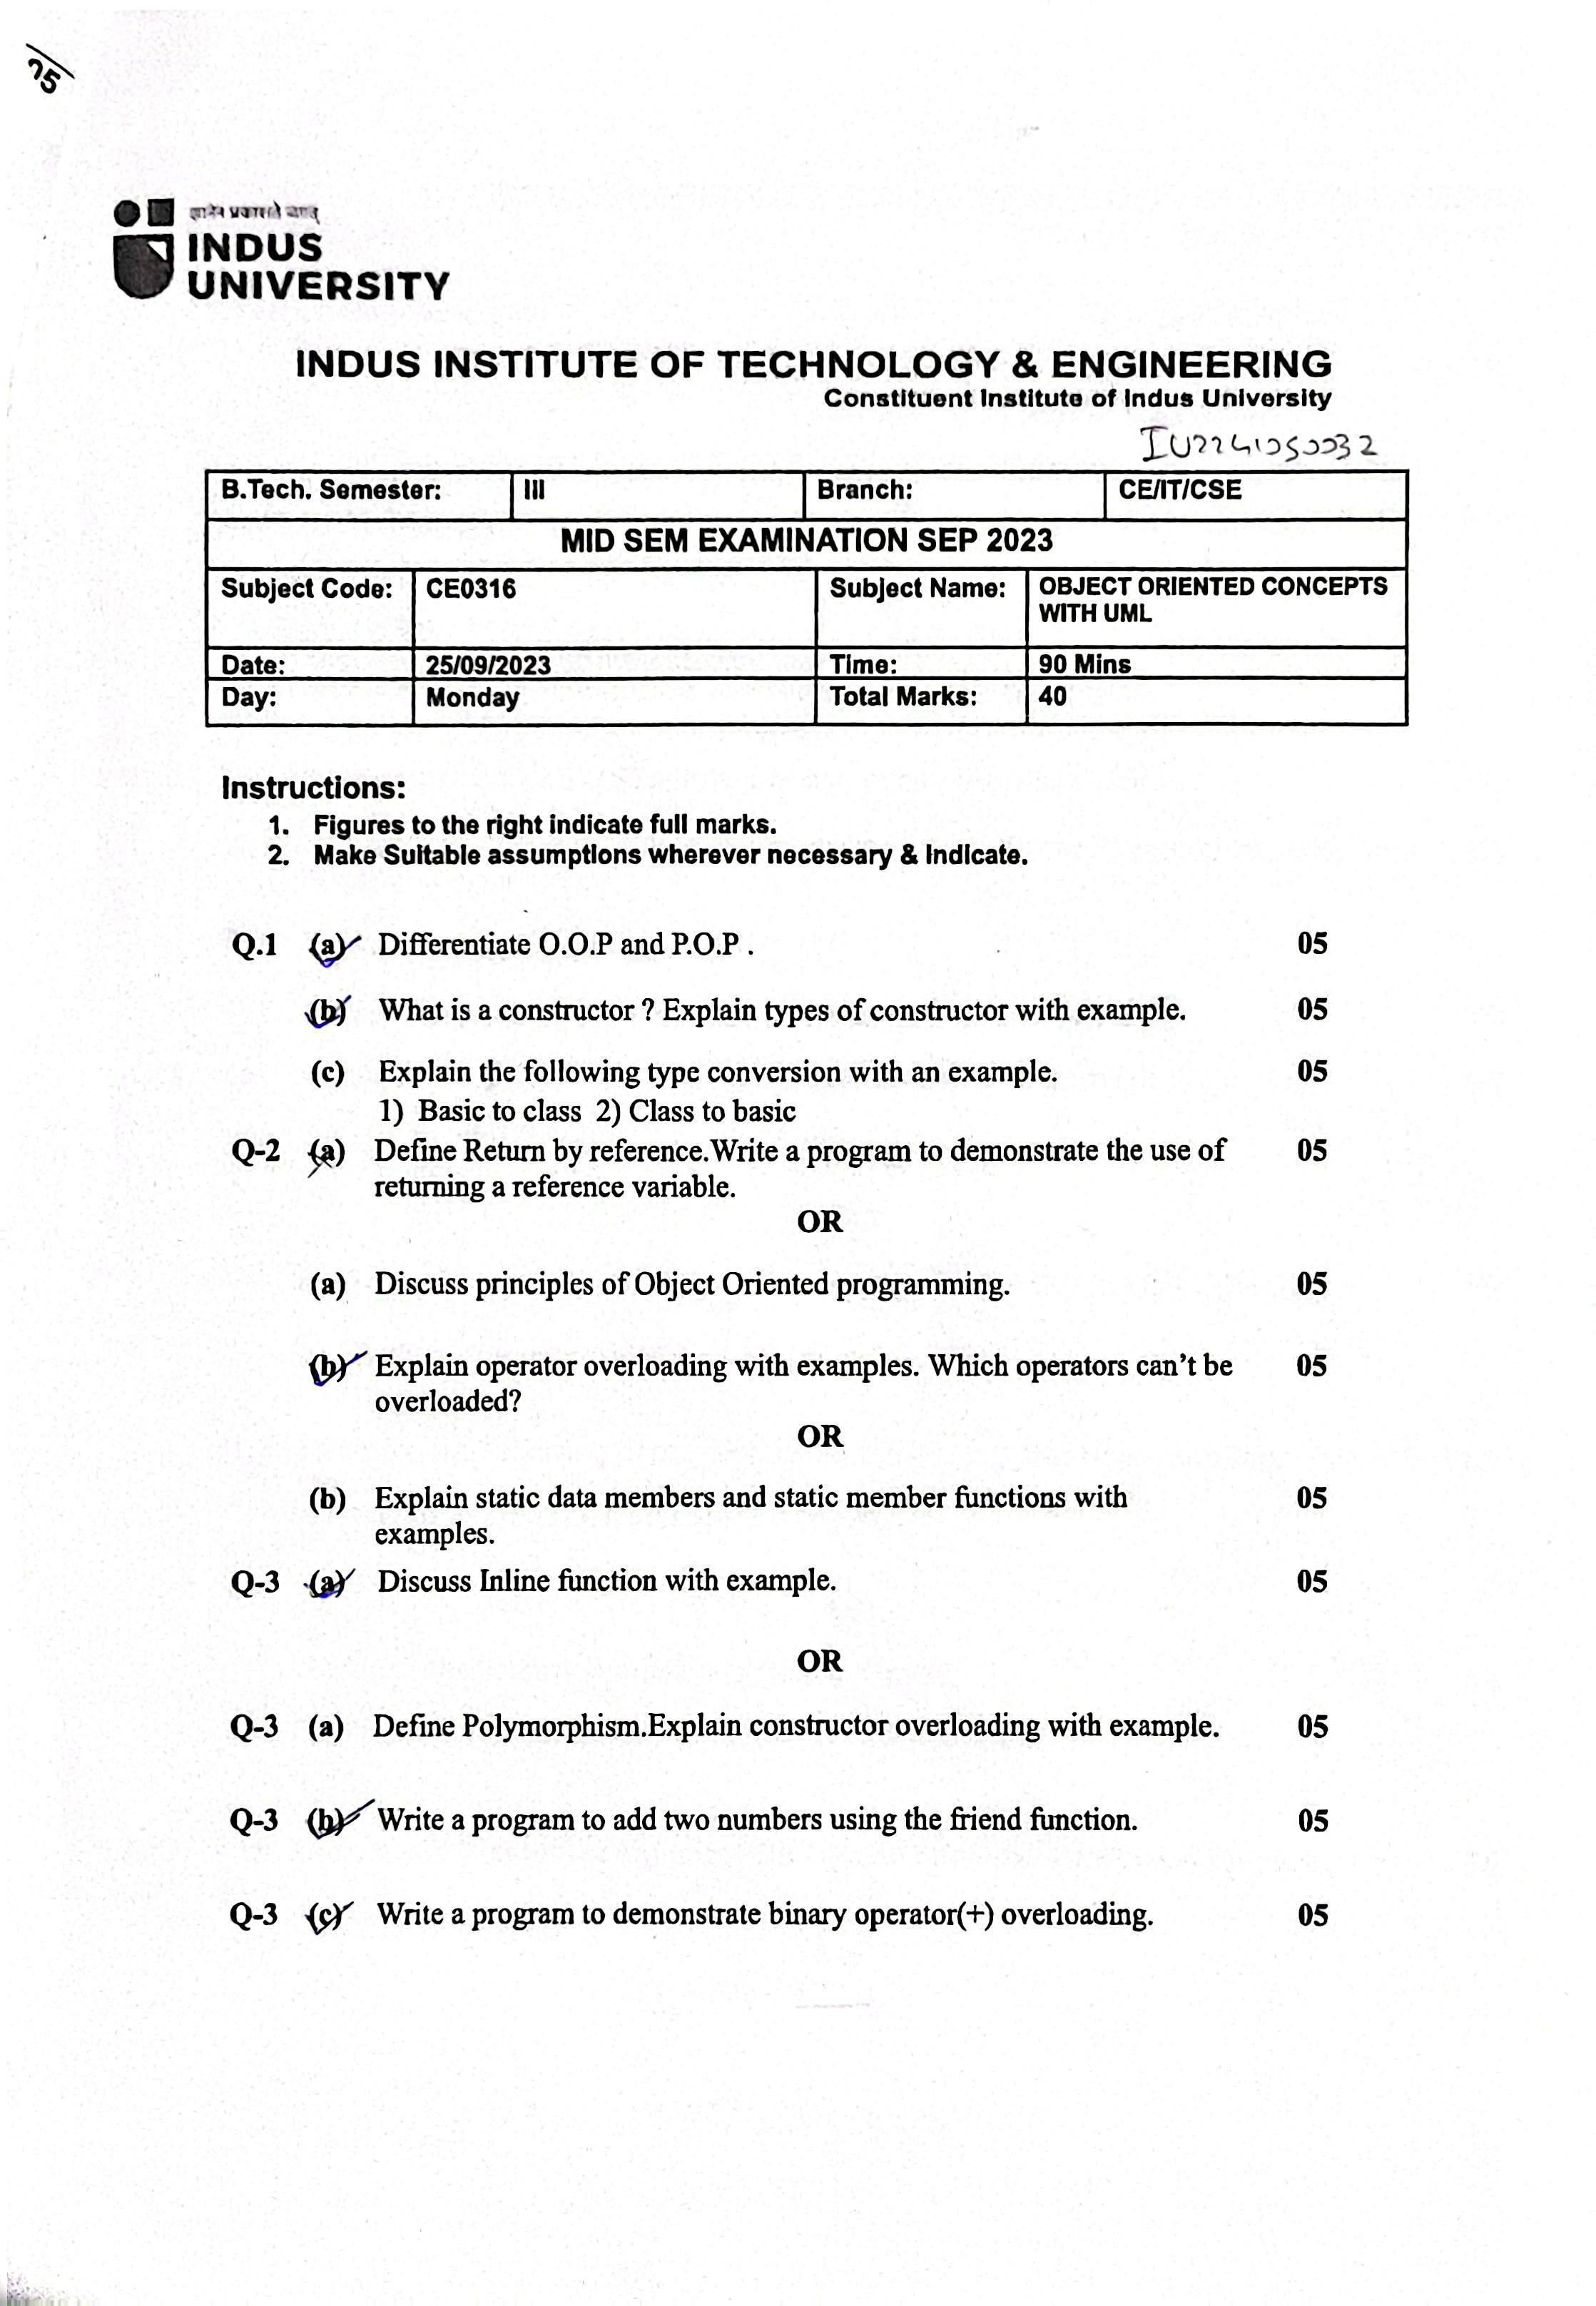 25
INDUS
UNIVERSITY
INDUS INSTITUTE OF TECHNOLOGY & ENGINEERING
Constituent Institute of Indus University
IU2241050032
B.Tech. Semester: III Branch: CE/IT/CSE
MID SEM EXAMINATION SEP 2023
Subject Code: CE0316 Subject Name: OBJECT ORIENTED CONCEPTS
WITH UML
Date: 25/09/2023 Time: 90 Mins
Day: Monday Total Marks: 40
Instructions:
1. Figures to the right indicate full marks.
2. Make Suitable assumptions wherever necessary & Indicate.
Q.1 (a) Differentiate O.O.P and P.O.P . 05
(b) What is a constructor ? Explain types of constructor with example. 05
(c) Explain the following type conversion with an example. 05
1) Basic to class 2) Class to basic
Q-2 (a) Define Return by reference.Write a program to demonstrate the use of 05
returning a reference variable.
OR
(a) Discuss principles of Object Oriented programming. 05
(b) Explain operator overloading with examples. Which operators can't be 05
overloaded?
OR
(b) Explain static data members and static member functions with 05
examples.
Q-3 (a) Discuss Inline function with example. 05
OR
Q-3 (a) Define Polymorphism.Explain constructor overloading with example. 05
Q-3 (b) Write a program to add two numbers using the friend function. 05
Q-3 (c) Write a program to demonstrate binary operator(+) overloading. 05